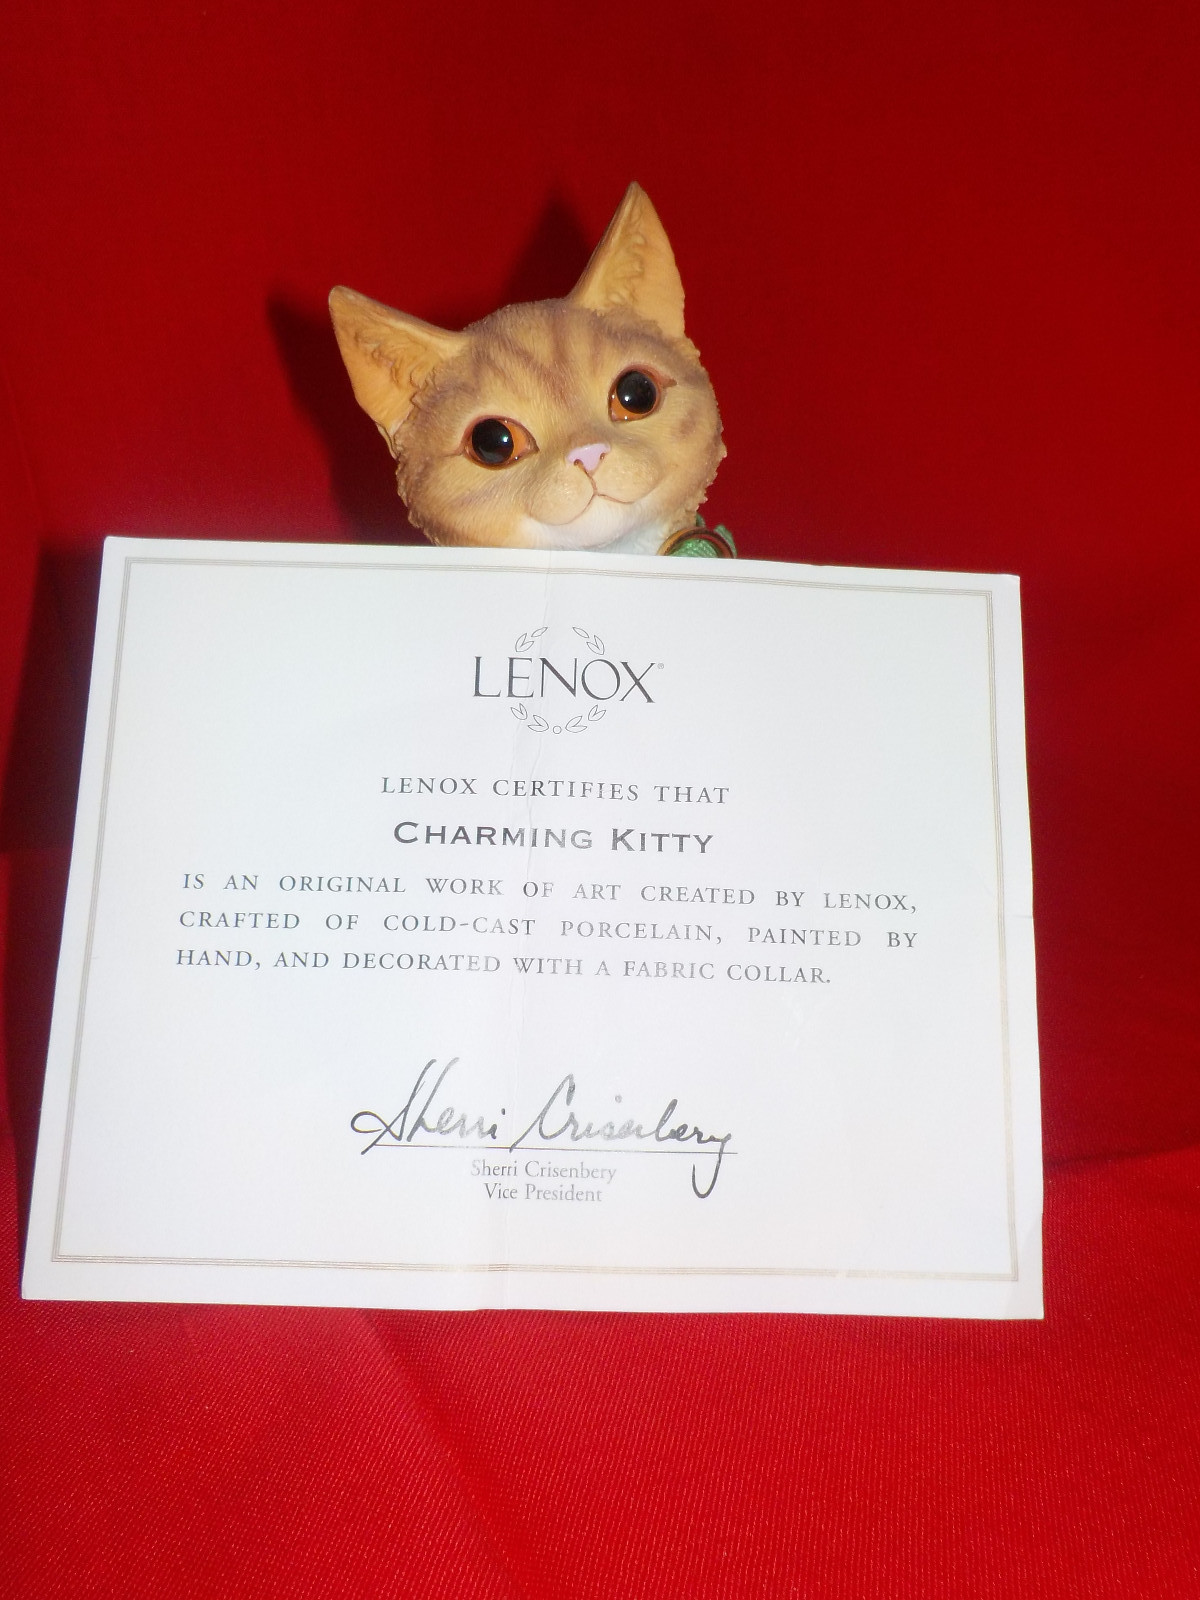 LENOX®
LENOX CERTIFIES THAT
CHARMING KITTY
IS AN ORIGINAL WORK OF ART CREATED BY LENOX,
CRAFTED OF COLD-CAST PORCELAIN, PAINTED BY
HAND, AND DECORATED WITH A FABRIC COLLAR.
Sherri Crisenbery
Sherri Crisenbery
Vice President